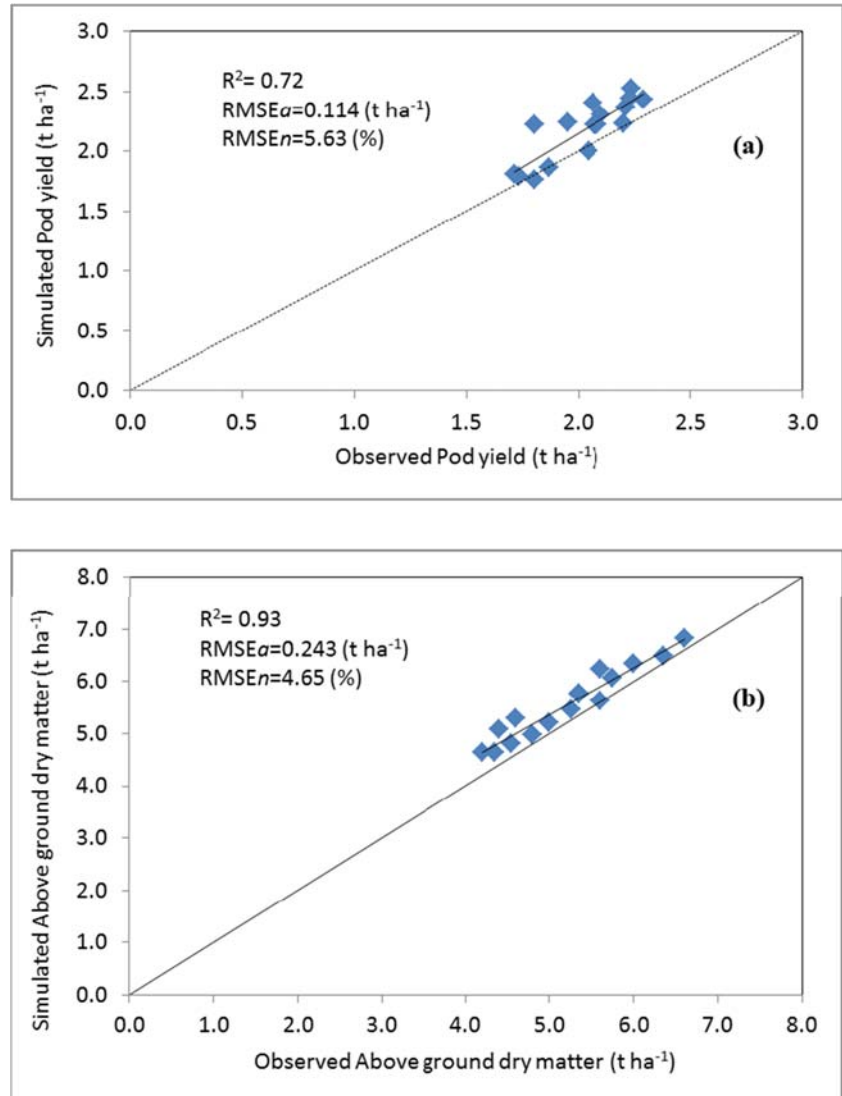 3.0
2.5
2.0
1.5
1.0
0.5
0.0
Simulated Pod yield (t ha⁻¹)
R²= 0.72
RMSEa=0.114 (t ha⁻¹)
RMSEn=5.63 (%)
(a)
0.0 0.5 1.0 1.5 2.0 2.5 3.0
Observed Pod yield (t ha⁻¹)
8.0
7.0
6.0
5.0
4.0
3.0
2.0
1.0
0.0
Simulated Above ground dry matter (t ha⁻¹)
R²= 0.93
RMSEa=0.243 (t ha⁻¹)
RMSEn=4.65 (%)
(b)
0.0 1.0 2.0 3.0 4.0 5.0 6.0 7.0 8.0
Observed Above ground dry matter (t ha⁻¹)